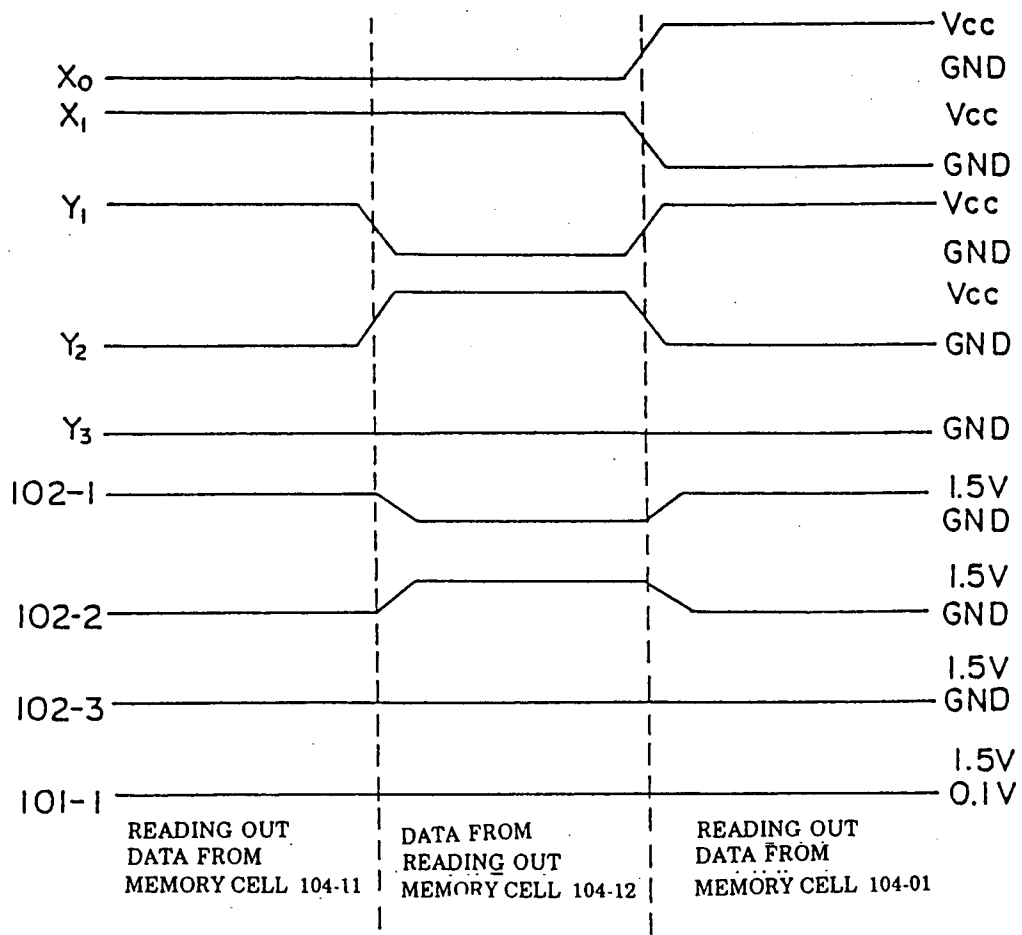 Vcc
X0
GND
X1
Vcc
GND
Y1
Vcc
GND
Vcc
Y2
GND
Y3
GND
102-1
1.5V
GND
1.5V
102-2
GND
1.5V
102-3
GND
1.5V
101-1
0.1V
READING OUT
DATA FROM
MEMORY CELL 104-11
DATA FROM
READING OUT
MEMORY CELL 104-12
READING OUT
DATA FROM
MEMORY CELL 104-01